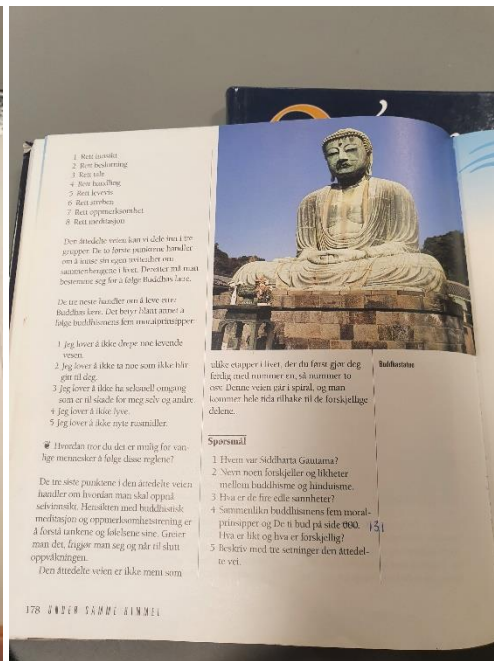 1 Rett innsikt
2 Rett beslutning
3 Rett tale
4 Rett handling
5 Rett levevis
6 Rett streben
7 Rett oppmerksomhet
8 Rett meditasjon
Den åttedelte veien kan vi dele inn i tre
grupper. De to første punktene handler
om å innse sin egen uvitenhet om
sammenhengene i livet. Deretter må man
bestemme seg for å følge Buddhas lære.
De tre neste handler om å leve etter
Buddhas lære. Det betyr blant annet å
følge buddhismens fem moralprinsipper:
1 Jeg lover å ikke drepe noe levende
vesen.
2 Jeg lover å ikke ta noe som ikke blir
gitt til deg.
3 Jeg lover å ikke ha seksuell omgang
som er til skade for meg selv og andre.
4 Jeg lover å ikke lyve.
5 Jeg lover å ikke nyte rusmidler.
Hvordan tror du det er mulig for van-
lige mennesker å følge disse reglene?
De tre siste punktene i den åttedelte veien
handler om hvordan man skal oppnå
selvinnsikt. Hensikten med buddhistisk
meditasjon og oppmerksomhetstrening er
å forstå tankene og følelsene sine. Greier
man det, frigjør man seg og når til slutt
oppvåkningen.
Den åttedelte veien er ikke ment som
ulike etapper i livet, der du først gjør deg
ferdig med nummer en, så nummer to
osv. Denne veien går i spiral, og man
kommer hele tida tilbake til de forskjellige
delene.
Buddhastatue
Spørsmål
1 Hvem var Siddharta Gautama?
2 Nevn noen forskjeller og likheter
mellom buddhisme og hinduisme.
3 Hva er de fire edle sannheter?
4 Sammenlikn buddhismens fem moral-
prinsipper og De ti bud på side 000. 131
Hva er likt og hva er forskjellig?
5 Beskriv med tre setninger den åttedel-
te vei.
178 UNDER SAMME HIMMEL